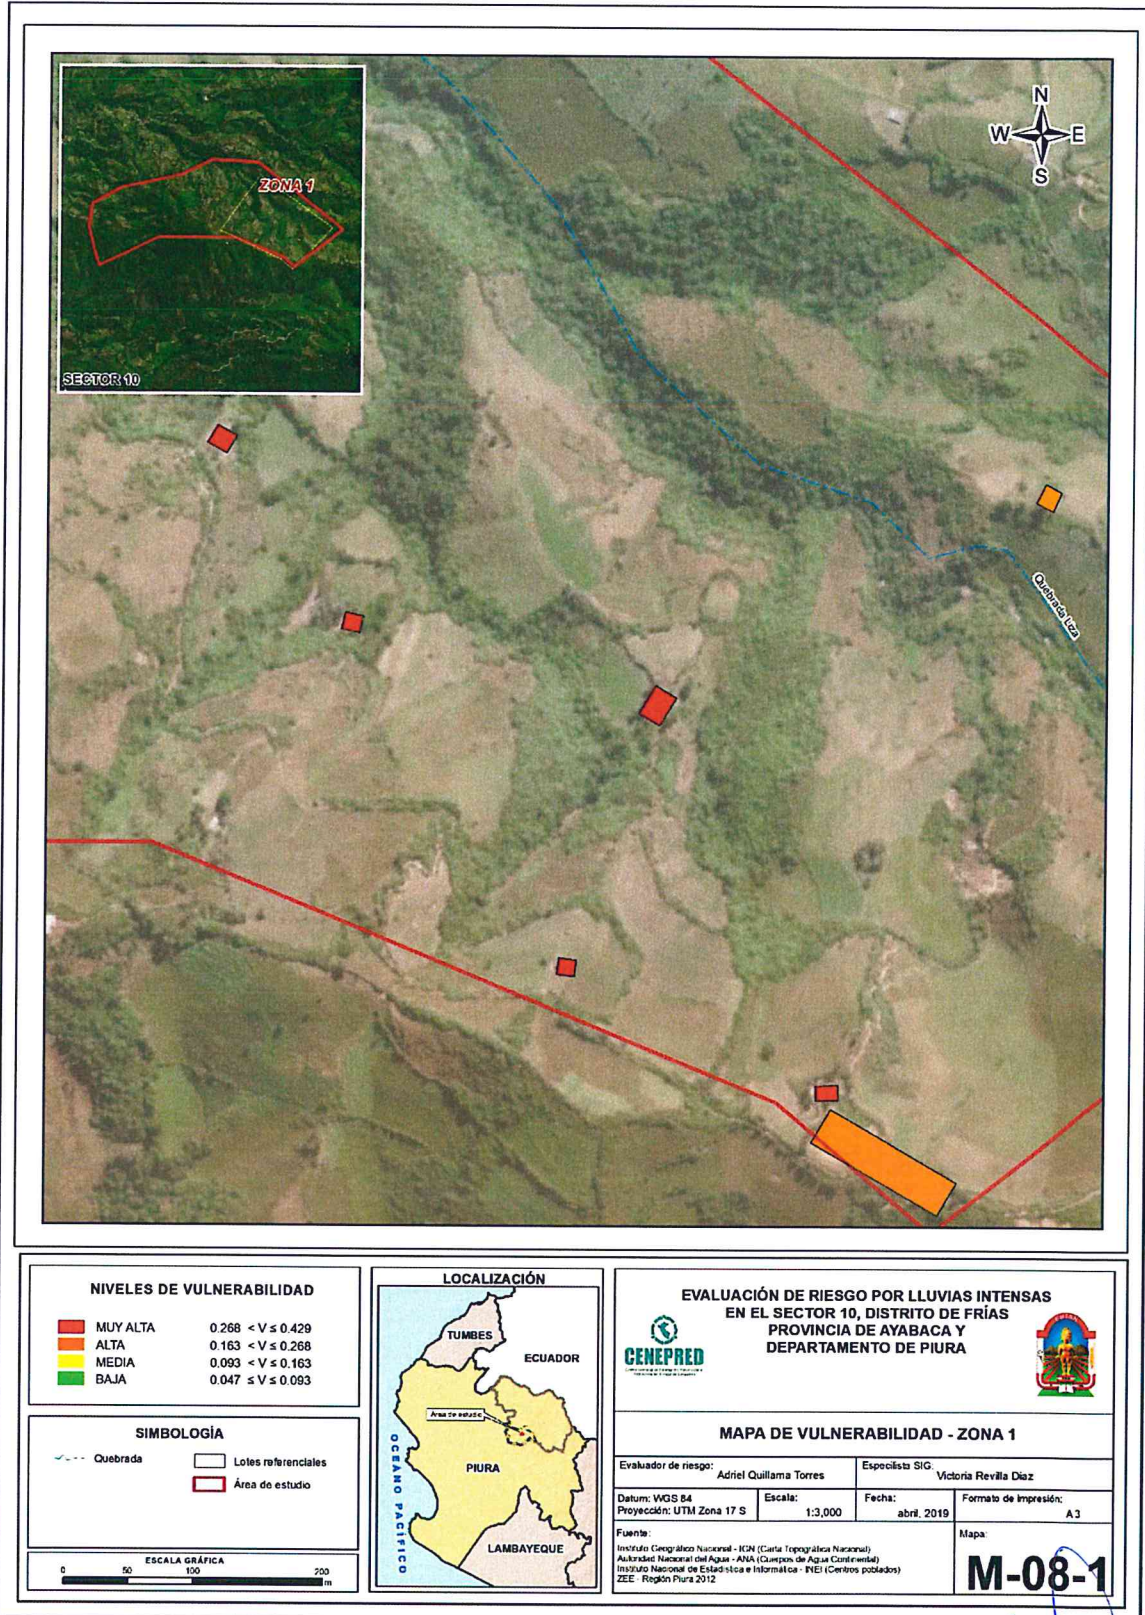 N
W E
S
ZONA 1
SECTOR 10
Quebrada Liza
NIVELES DE VULNERABILIDAD
MUY ALTA 0.268 < V ≤ 0.429
ALTA 0.163 < V ≤ 0.268
MEDIA 0.093 < V ≤ 0.163
BAJA 0.047 ≤ V ≤ 0.093
SIMBOLOGÍA
Quebrada
Lotes referenciales
Área de estudio
ESCALA GRÁFICA
0 50 100 200
m
LOCALIZACIÓN
TUMBES
ECUADOR
Área de estudio
PIURA
OCEANO PACÍFICO
LAMBAYEQUE
CENEPRED
EVALUACIÓN DE RIESGO POR LLUVIAS INTENSAS
EN EL SECTOR 10, DISTRITO DE FRÍAS
PROVINCIA DE AYABACA Y
DEPARTAMENTO DE PIURA
MAPA DE VULNERABILIDAD - ZONA 1
Evaluador de riesgo:
Adriel Quillama Torres
Especilista SIG:
Victoria Revilla Diaz
Datum: WGS 84
Proyección: UTM Zona 17 S
Escala:
1:3,000
Fecha:
abril, 2019
Formato de Impresión:
A3
Fuente:
Instituto Geográfico Nacional - IGN (Carta Topográfica Nacional)
Autoridad Nacional del Agua - ANA (Cuerpos de Agua Continental)
Instituto Nacional de Estadística e Informática - INEI (Centros poblados)
ZEE - Región Piura 2012
Mapa:
M-08-1